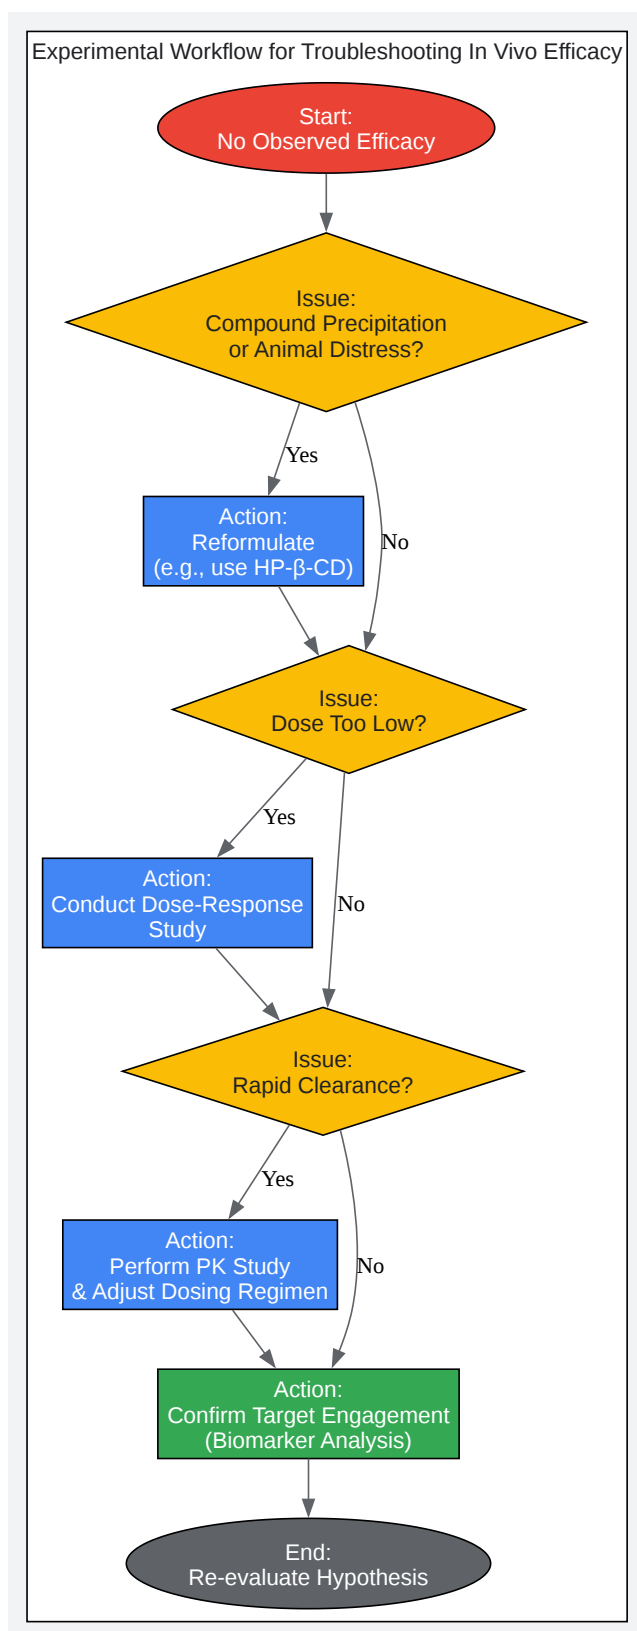 Experimental Workflow for Troubleshooting In Vivo Efficacy
Start:
No Observed Efficacy
Issue:
Compound Precipitation
or Animal Distress?
Yes
Action:
Reformulate
(e.g., use HP-β-CD)
No
Issue:
Dose Too Low?
Yes
Action:
Conduct Dose-Response
Study
No
Issue:
Rapid Clearance?
Yes
Action:
Perform PK Study
& Adjust Dosing Regimen
No
Action:
Confirm Target Engagement
(Biomarker Analysis)
End:
Re-evaluate Hypothesis